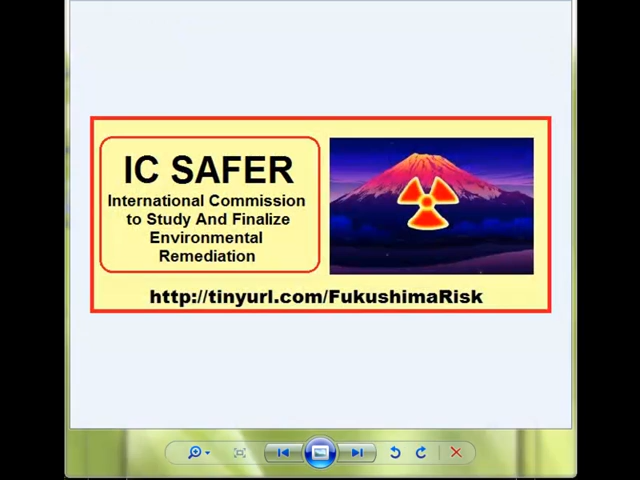 IC SAFER
International Commission
to Study And Finalize
Environmental
Remediation
http://tinyurl.com/FukushimaRisk